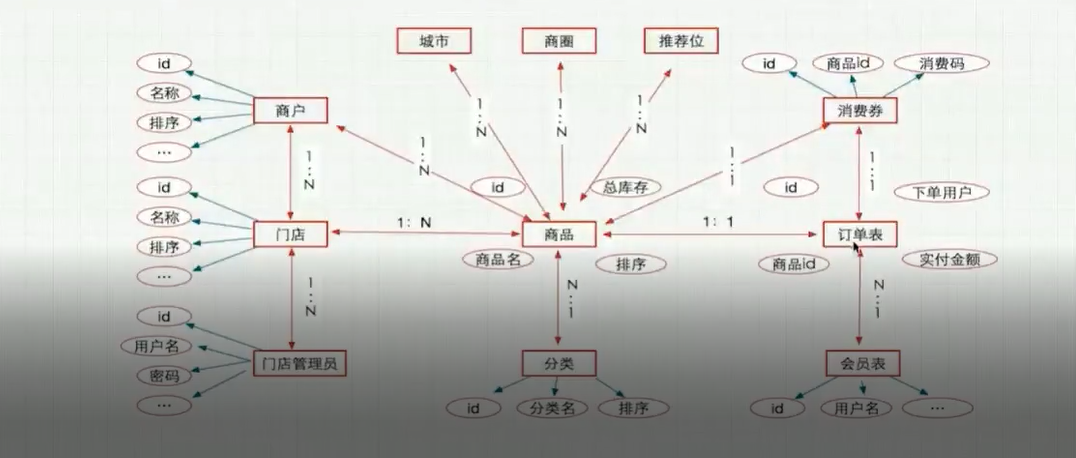 城市
商圈
推荐位
id
名称
排序
...
商户
id
商品id
消费码
消费券
1:N
1:N
1:N
1:N
1:N
1:1
1:1
id
名称
排序
...
门店
1: N
id
总库存
商品
商品名
排序
1: 1
id
下单用户
订单表
商品id
实付金额
1:N
N:1
N:1
id
用户名
密码
...
门店管理员
分类
id
分类名
排序
会员表
id
用户名
...